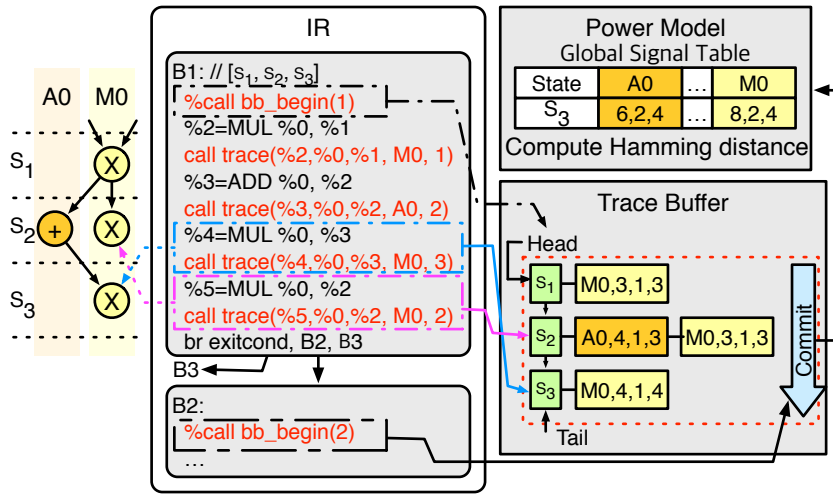 A0 M0
S1
S2
S3
X
+ X
X
IR
B1: // [S1, S2, S3]
%call bb_begin(1)
%2=MUL %0, %1
call trace(%2,%0,%1, M0, 1)
%3=ADD %0, %2
call trace(%3,%0,%2, A0, 2)
%4=MUL %0, %3
call trace(%4,%0,%3, M0, 3)
%5=MUL %0, %2
call trace(%5,%0,%2, M0, 2)
br exitcond, B2, B3
B3
B2:
%call bb_begin(2)
...
Power Model
Global Signal Table
State A0 ... M0
S3 6,2,4 ... 8,2,4
Compute Hamming distance
Trace Buffer
Head
S1 M0,3,1,3
S2 A0,4,1,3 M0,3,1,3
S3 M0,4,1,4
Tail
Commit